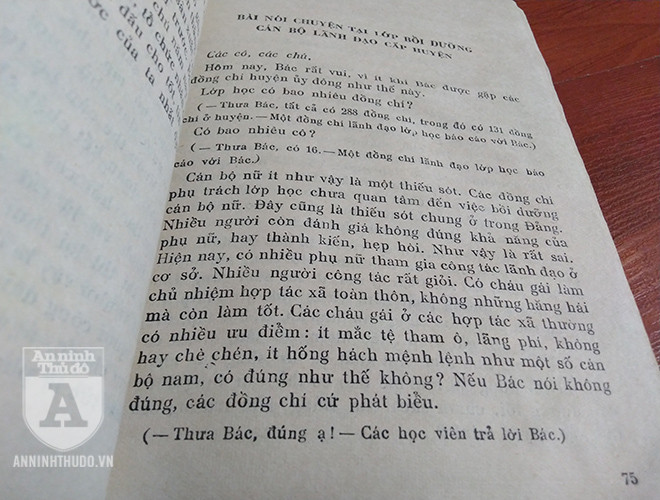 BÀI NÓI CHUYỆN TẠI LỚP BỒI DƯỠNG
CÁN BỘ LÃNH ĐẠO CẤP HUYỆN
Các cô, các chú,
Hôm nay, Bác rất vui, vì ít khi Bác được gặp các
đồng chí huyện ủy đông như thế này.
Lớp học có bao nhiêu đồng chí?
(— Thưa Bác, tất cả có 288 đồng chí, trong đó có 131 đồng
chí ở huyện. — Một đồng chí lãnh đạo lớp học báo cáo với Bác.)
Có bao nhiêu cô?
(— Thưa Bác, có 16. — Một đồng chí lãnh đạo lớp học báo
cáo với Bác.)
Cán bộ nữ ít như vậy là một thiếu sót. Các đồng chí
phụ trách lớp học chưa quan tâm đến việc bồi dưỡng
cán bộ nữ. Đây cũng là thiếu sót chung ở trong Đảng.
Nhiều người còn đánh giá không đúng khả năng của
phụ nữ, hay thành kiến, hẹp hòi. Như vậy là rất sai.
Hiện nay, có nhiều phụ nữ tham gia công tác lãnh đạo ở
cơ sở. Nhiều người công tác rất giỏi. Có cháu gái làm
chủ nhiệm hợp tác xã toàn thôn, không những hăng hái
mà còn làm tốt. Các cháu gái ở các hợp tác xã thường
có nhiều ưu điểm: ít mắc tệ tham ô, lãng phí, không
hay chè chén, ít hống hách mệnh lệnh như một số cán
bộ nam, có đúng như thế không? Nếu Bác nói không
đúng, các đồng chí cứ phát biểu.
(— Thưa Bác, đúng ạ! — Các học viên trả lời Bác.)
75
An ninh
Thủ đô
A
ANNINHTHUDO.VN